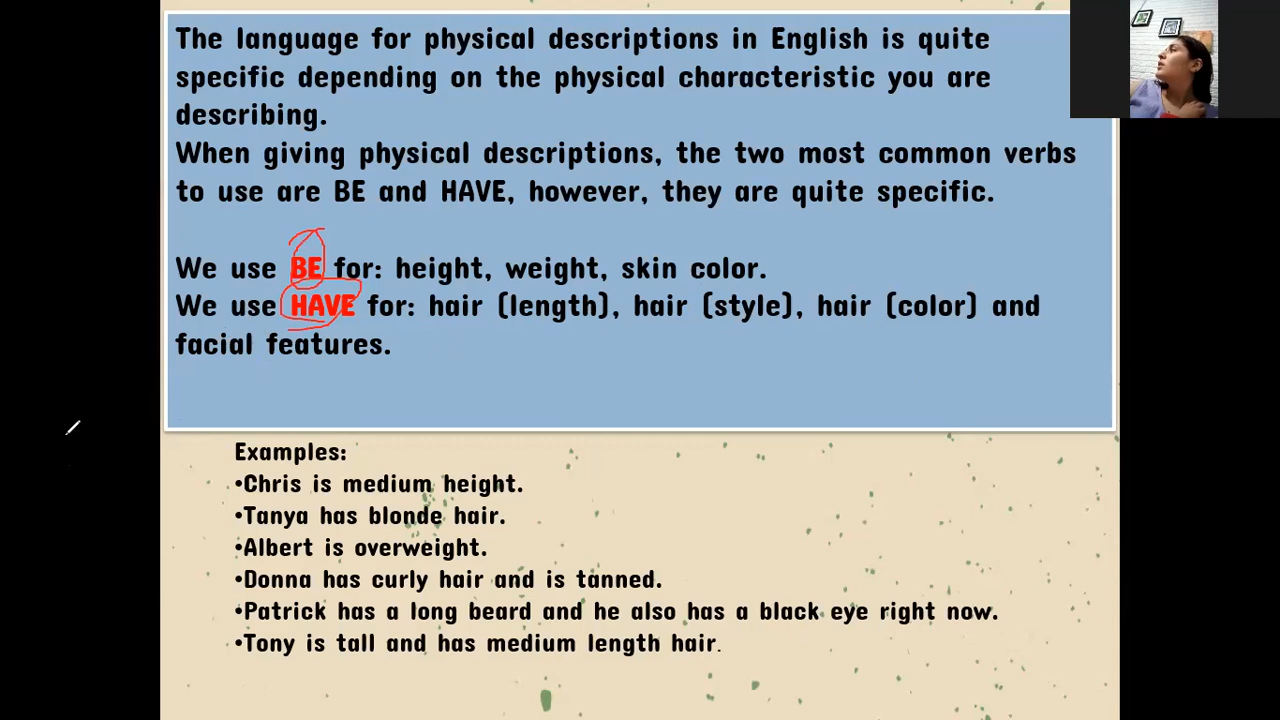 The language for physical descriptions in English is quite
specific depending on the physical characteristic you are
describing.
When giving physical descriptions, the two most common verbs
to use are BE and HAVE, however, they are quite specific.
We use BE for: height, weight, skin color.
We use HAVE for: hair (length), hair (style), hair (color) and
facial features.
Examples:
•Chris is medium height.
•Tanya has blonde hair.
•Albert is overweight.
•Donna has curly hair and is tanned.
•Patrick has a long beard and he also has a black eye right now.
•Tony is tall and has medium length hair.